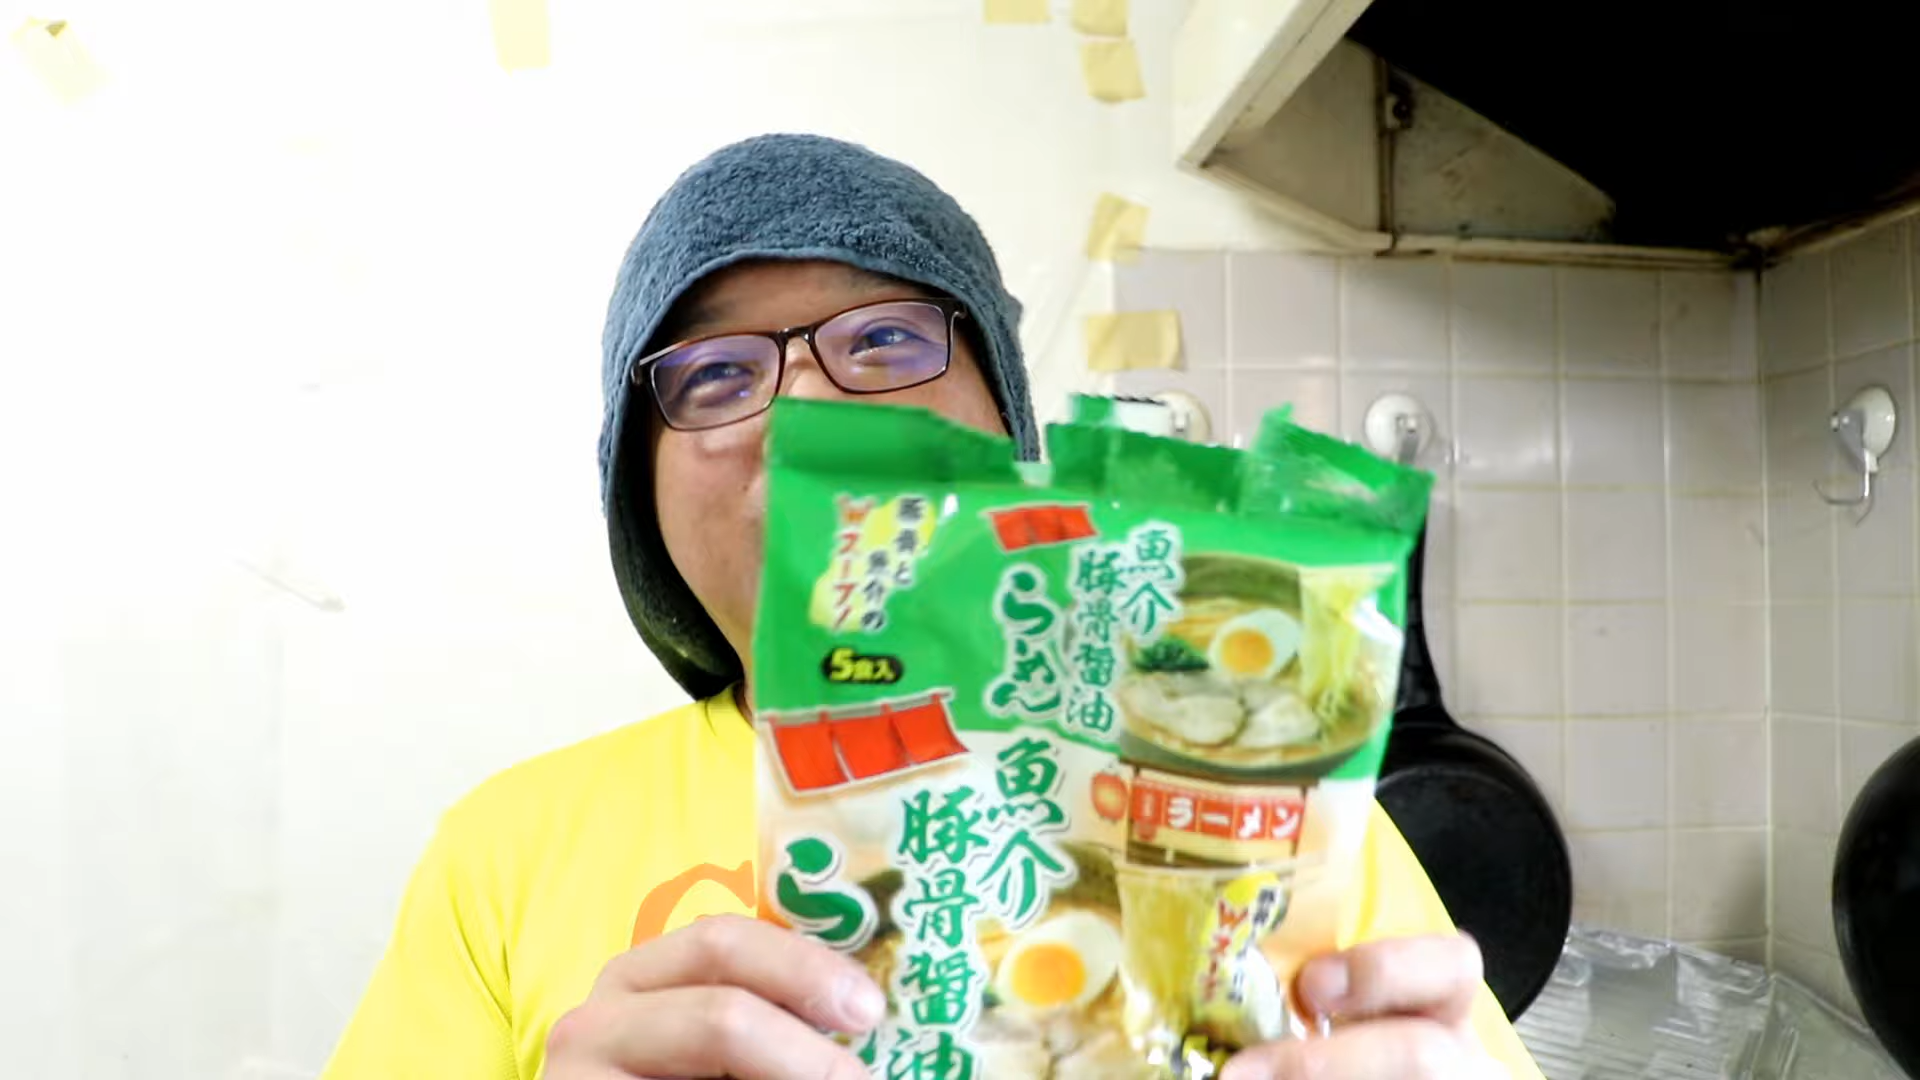 豚骨と
魚介の
Wスープ!
5食入
魚介
豚骨醤油
らぁめん
ラーメン
魚介
豚骨醤油
ら